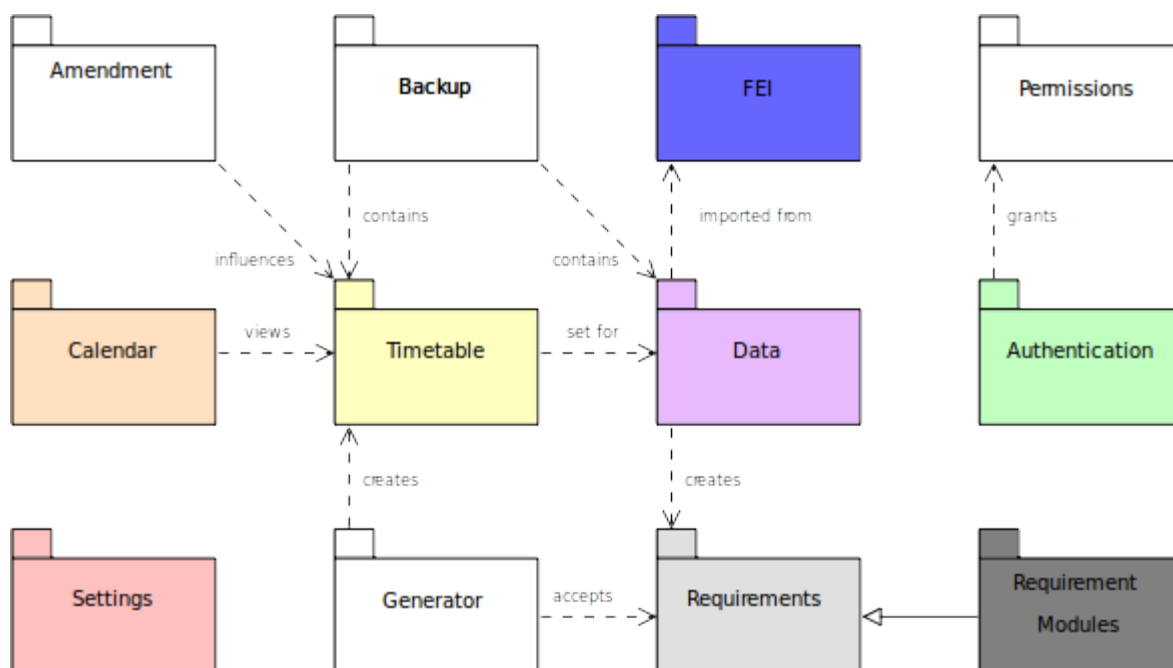 Amendment
Backup
FEI
Permissions
contains
imported from
grants
influences
contains
Calendar
views
Timetable
set for
Data
Authentication
creates
creates
Settings
Generator
accepts
Requirements
Requirement
Modules